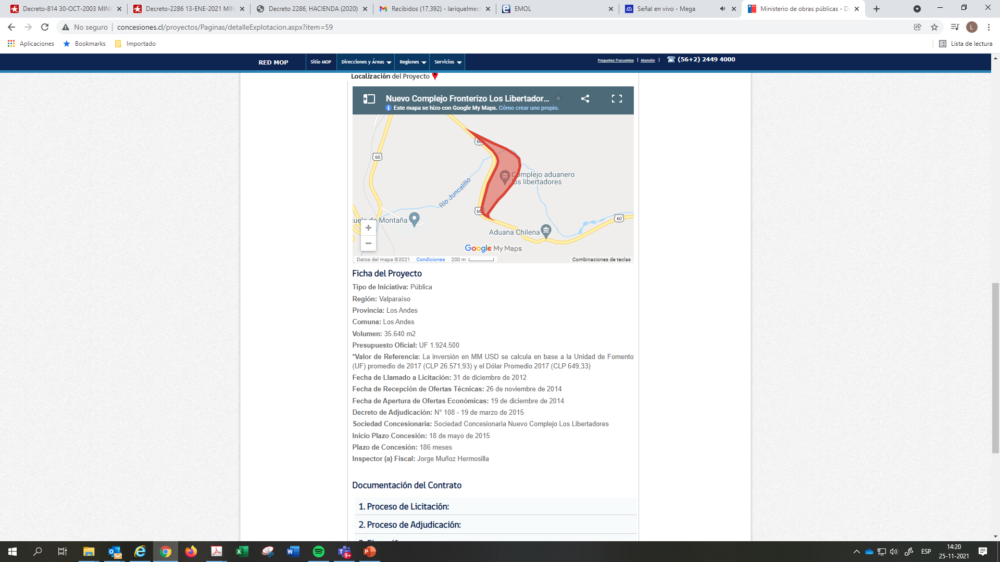 Decreto-814 30-OCT-2003 MINI
Decreto-2286 13-ENE-2021 MIN
Decreto 2286, HACIENDA (2020)
Recibidos (17,392) - lariquelmec
EMOL
Señal en vivo - Mega
Ministerio de obras públicas - D
No seguro
concesiones.cl/proyectos/Paginas/detalleExplotacion.aspx?item=59
L
Aplicaciones
Bookmarks
Importado
Lista de lectura
RED MOP
Sitio MOP
Direcciones y Áreas
Regiones
Servicios
Preguntas Frecuentes | Atención |
(56+2) 2449 4000
Localización del Proyecto
Nuevo Complejo Fronterizo Los Libertador...
Este mapa se hizo con Google My Maps. Cómo crear uno propio.
60
60
Complejo aduanero
los libertadores
Río Juncalillo
60
60
cuela de Montaña
Aduana Chilena
+
−
Google My Maps
Datos del mapa ©2021
Condiciones
200 m
Combinaciones de teclas
Ficha del Proyecto
Tipo de Iniciativa: Pública
Región: Valparaíso
Provincia: Los Andes
Comuna: Los Andes
Volumen: 35.640 m2
Presupuesto Oficial: UF 1.924.500
*Valor de Referencia: La inversión en MM USD se calcula en base a la Unidad de Fomento
(UF) promedio de 2017 (CLP 26.571,93) y el Dólar Promedio 2017 (CLP 649,33)
Fecha de Llamado a Licitación: 31 de diciembre de 2012
Fecha de Recepción de Ofertas Técnicas: 26 de noviembre de 2014
Fecha de Apertura de Ofertas Económicas: 19 de diciembre de 2014
Decreto de Adjudicación: N° 108 - 19 de marzo de 2015
Sociedad Concesionaria: Sociedad Concesionaria Nuevo Complejo Los Libertadores
Inicio Plazo Concesión: 18 de mayo de 2015
Plazo de Concesión: 186 meses
Inspector (a) Fiscal: Jorge Muñoz Hermosilla
Documentación del Contrato
1. Proceso de Licitación:
2. Proceso de Adjudicación:
9+
ESP
14:20
25-11-2021